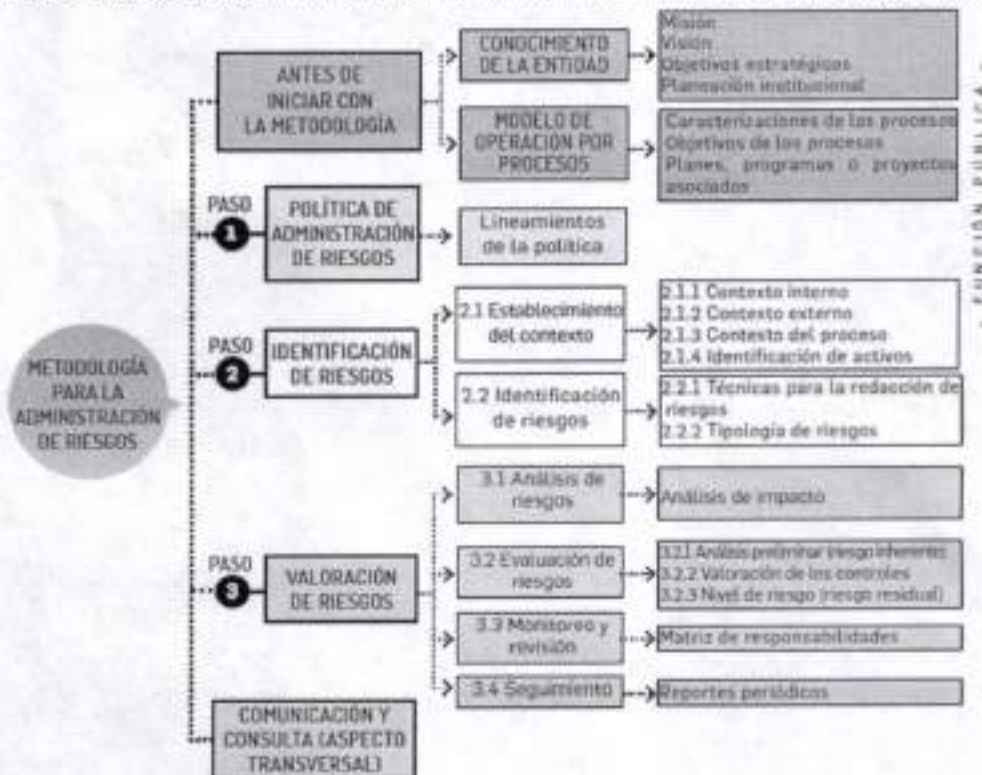 METODOLOGÍA
PARA LA
ADMINISTRACIÓN
DE RIESGOS
ANTES DE
INICIAR CON
LA METODOLOGÍA
CONOCIMIENTO
DE LA ENTIDAD
Misión
Visión
Objetivos estratégicos
Planeación institucional
MODELO DE
OPERACIÓN POR
PROCESOS
Caracterizaciones de los procesos
Objetivos de los procesos
Planes, programas o proyectos
asociados
PASO
1
POLÍTICA DE
ADMINISTRACIÓN
DE RIESGOS
Lineamientos
de la política
PASO
2
IDENTIFICACIÓN
DE RIESGOS
2.1 Establecimiento
del contexto
2.1.1 Contexto interno
2.1.2 Contexto externo
2.1.3 Contexto del proceso
2.1.4 Identificación de activos
2.2 Identificación
de riesgos
2.2.1 Técnicas para la redacción de
riesgos
2.2.2 Tipología de riesgos
PASO
3
VALORACIÓN
DE RIESGOS
3.1 Análisis de
riesgos
Análisis de impacto
3.2 Evaluación de
riesgos
3.2.1 Análisis preliminar (riesgo inherente)
3.2.2 Valoración de los controles
3.2.3 Nivel de riesgo (riesgo residual)
3.3 Monitoreo y
revisión
Matriz de responsabilidades
3.4 Seguimiento
Reportes periódicos
COMUNICACIÓN Y
CONSULTA (ASPECTO
TRANSVERSAL)
FUNCIÓN PÚBLICA